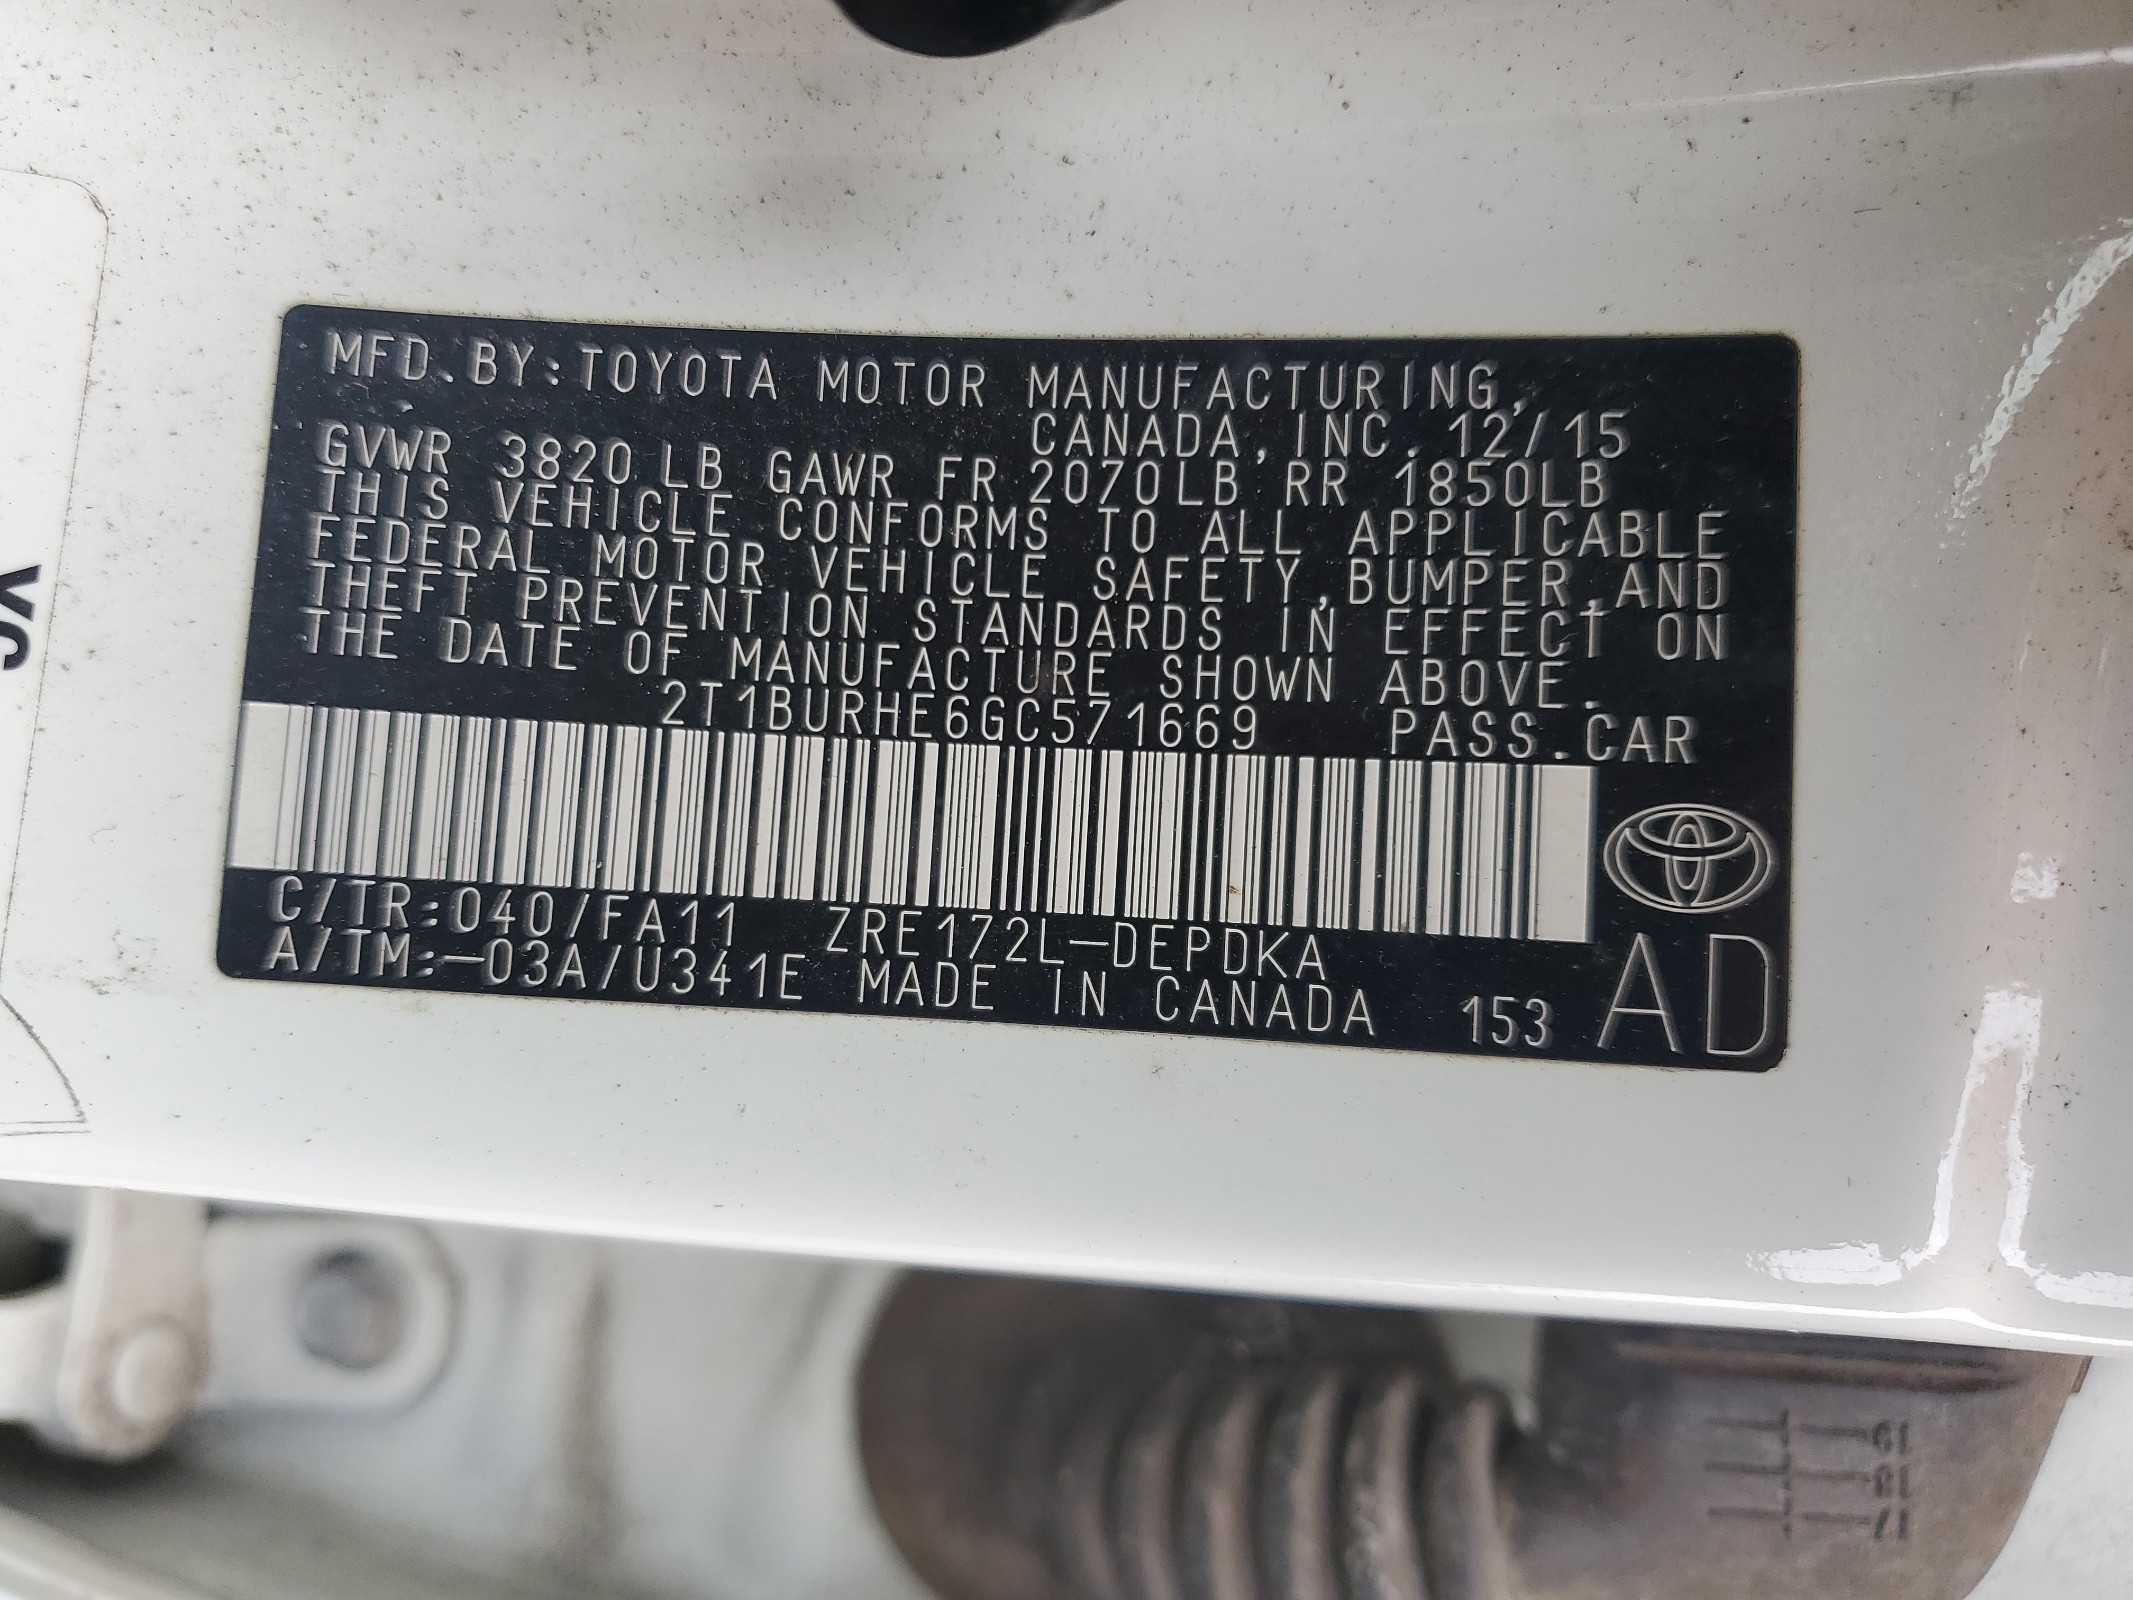 MFD.BY:TOYOTA MOTOR MANUFACTURING,
CANADA,INC. 12/15
GVWR 3820 LB GAWR FR 2070LB RR 1850LB
THIS VEHICLE CONFORMS TO ALL APPLICABLE
FEDERAL MOTOR VEHICLE SAFETY,BUMPER,AND
THEFT PREVENTION STANDARDS IN EFFECT ON
THE DATE OF MANUFACTURE SHOWN ABOVE.
2T1BURHE6GC571669 PASS.CAR
C/TR:040/FA11 ZRE172L-DEPDKA
A/TM:-03A/U341E MADE IN CANADA 153 AD
19
18
17